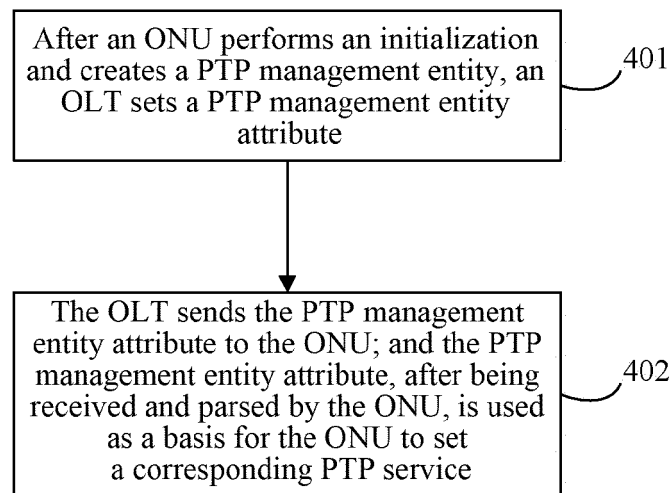 After an ONU performs an initialization
and creates a PTP management entity, an
OLT sets a PTP management entity
attribute
401
The OLT sends the PTP management
entity attribute to the ONU; and the PTP
management entity attribute, after being
received and parsed by the ONU, is used
as a basis for the ONU to set
a corresponding PTP service
402